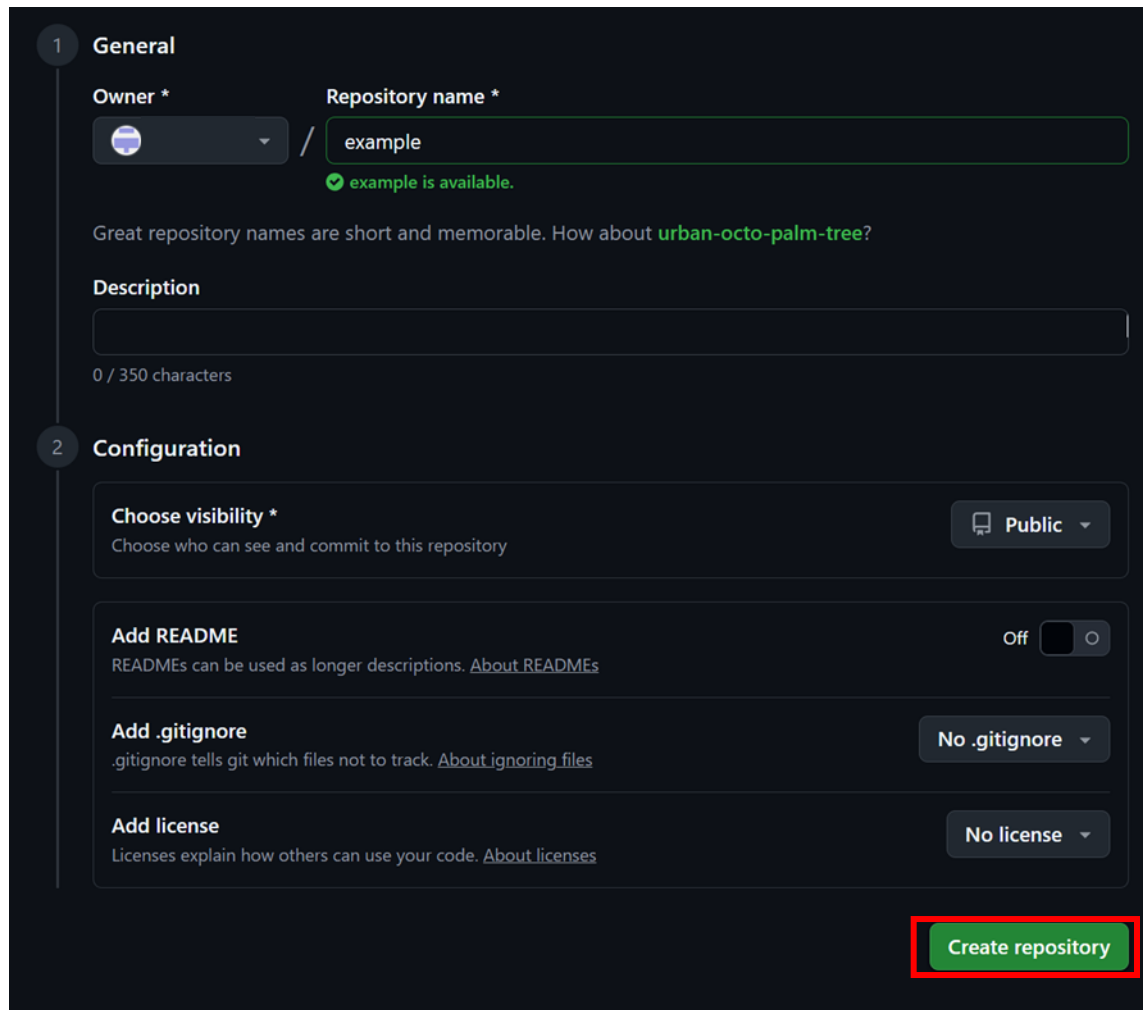 1 General
Owner * Repository name *
/ example
example is available.
Great repository names are short and memorable. How about urban-octo-palm-tree?
Description
0 / 350 characters
2 Configuration
Choose visibility *
Choose who can see and commit to this repository
Public
Add README
READMEs can be used as longer descriptions. About READMEs
Off
Add .gitignore
.gitignore tells git which files not to track. About ignoring files
No .gitignore
Add license
Licenses explain how others can use your code. About licenses
No license
Create repository